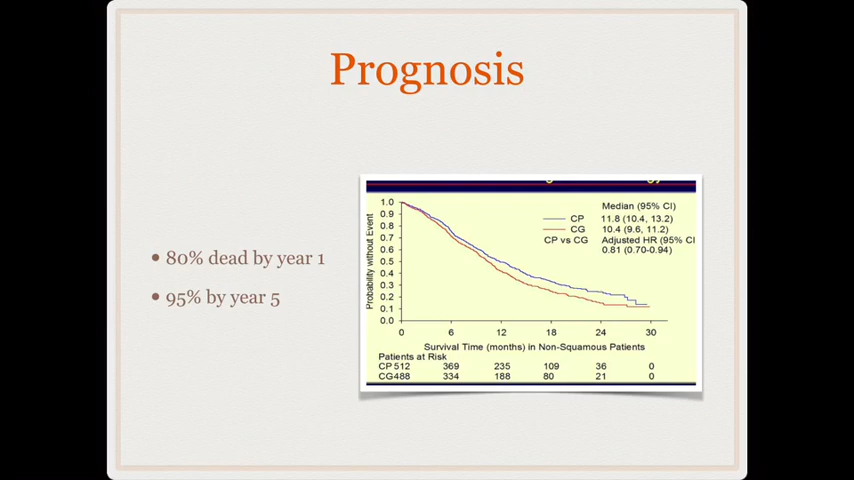 Prognosis
• 80% dead by year 1
• 95% by year 5
Median (95% CI)
CP 11.8 (10.4, 13.2)
CG 10.4 (9.6, 11.2)
CP vs CG Adjusted HR (95% CI
0.81 (0.70-0.94)
Probability without Event
1.0
0.9
0.8
0.7
0.6
0.5
0.4
0.3
0.2
0.1
0.0
0 6 12 18 24 30
Survival Time (months) in Non-Squamous Patients
Patients at Risk
CP 512 369 235 109 36 0
CG 488 334 188 80 21 0